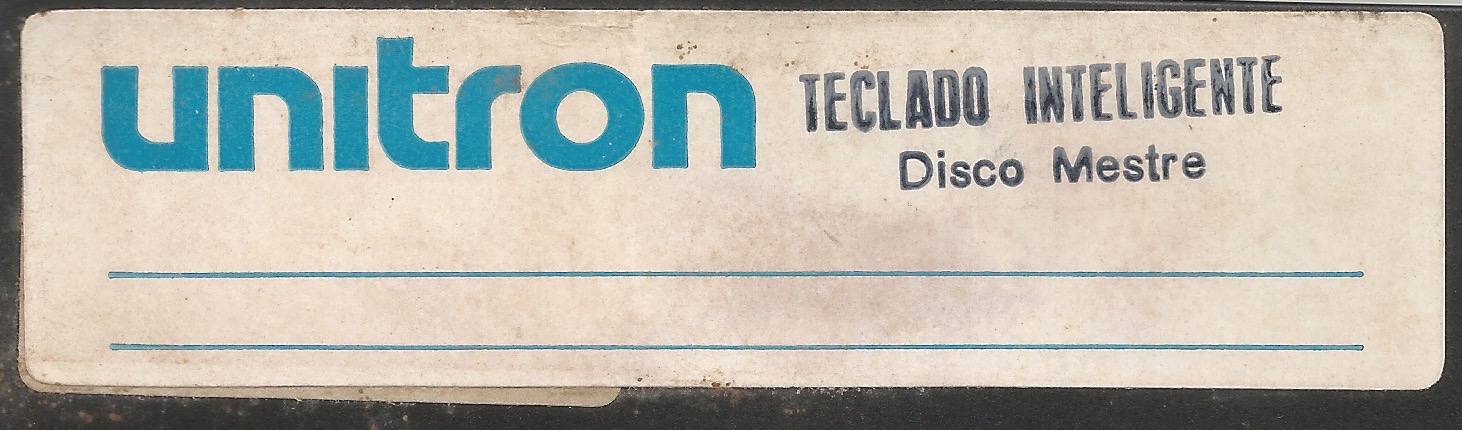 unitron
TECLADO INTELIGENTE
Disco Mestre